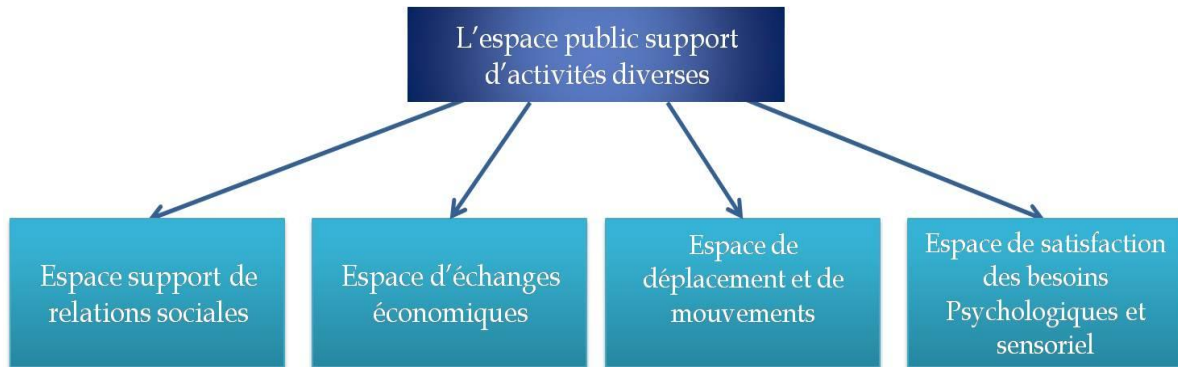 L’espace public support
d’activités diverses
Espace support de
relations sociales
Espace d’échanges
économiques
Espace de
déplacement et de
mouvements
Espace de satisfaction
des besoins
Psychologiques et
sensoriel